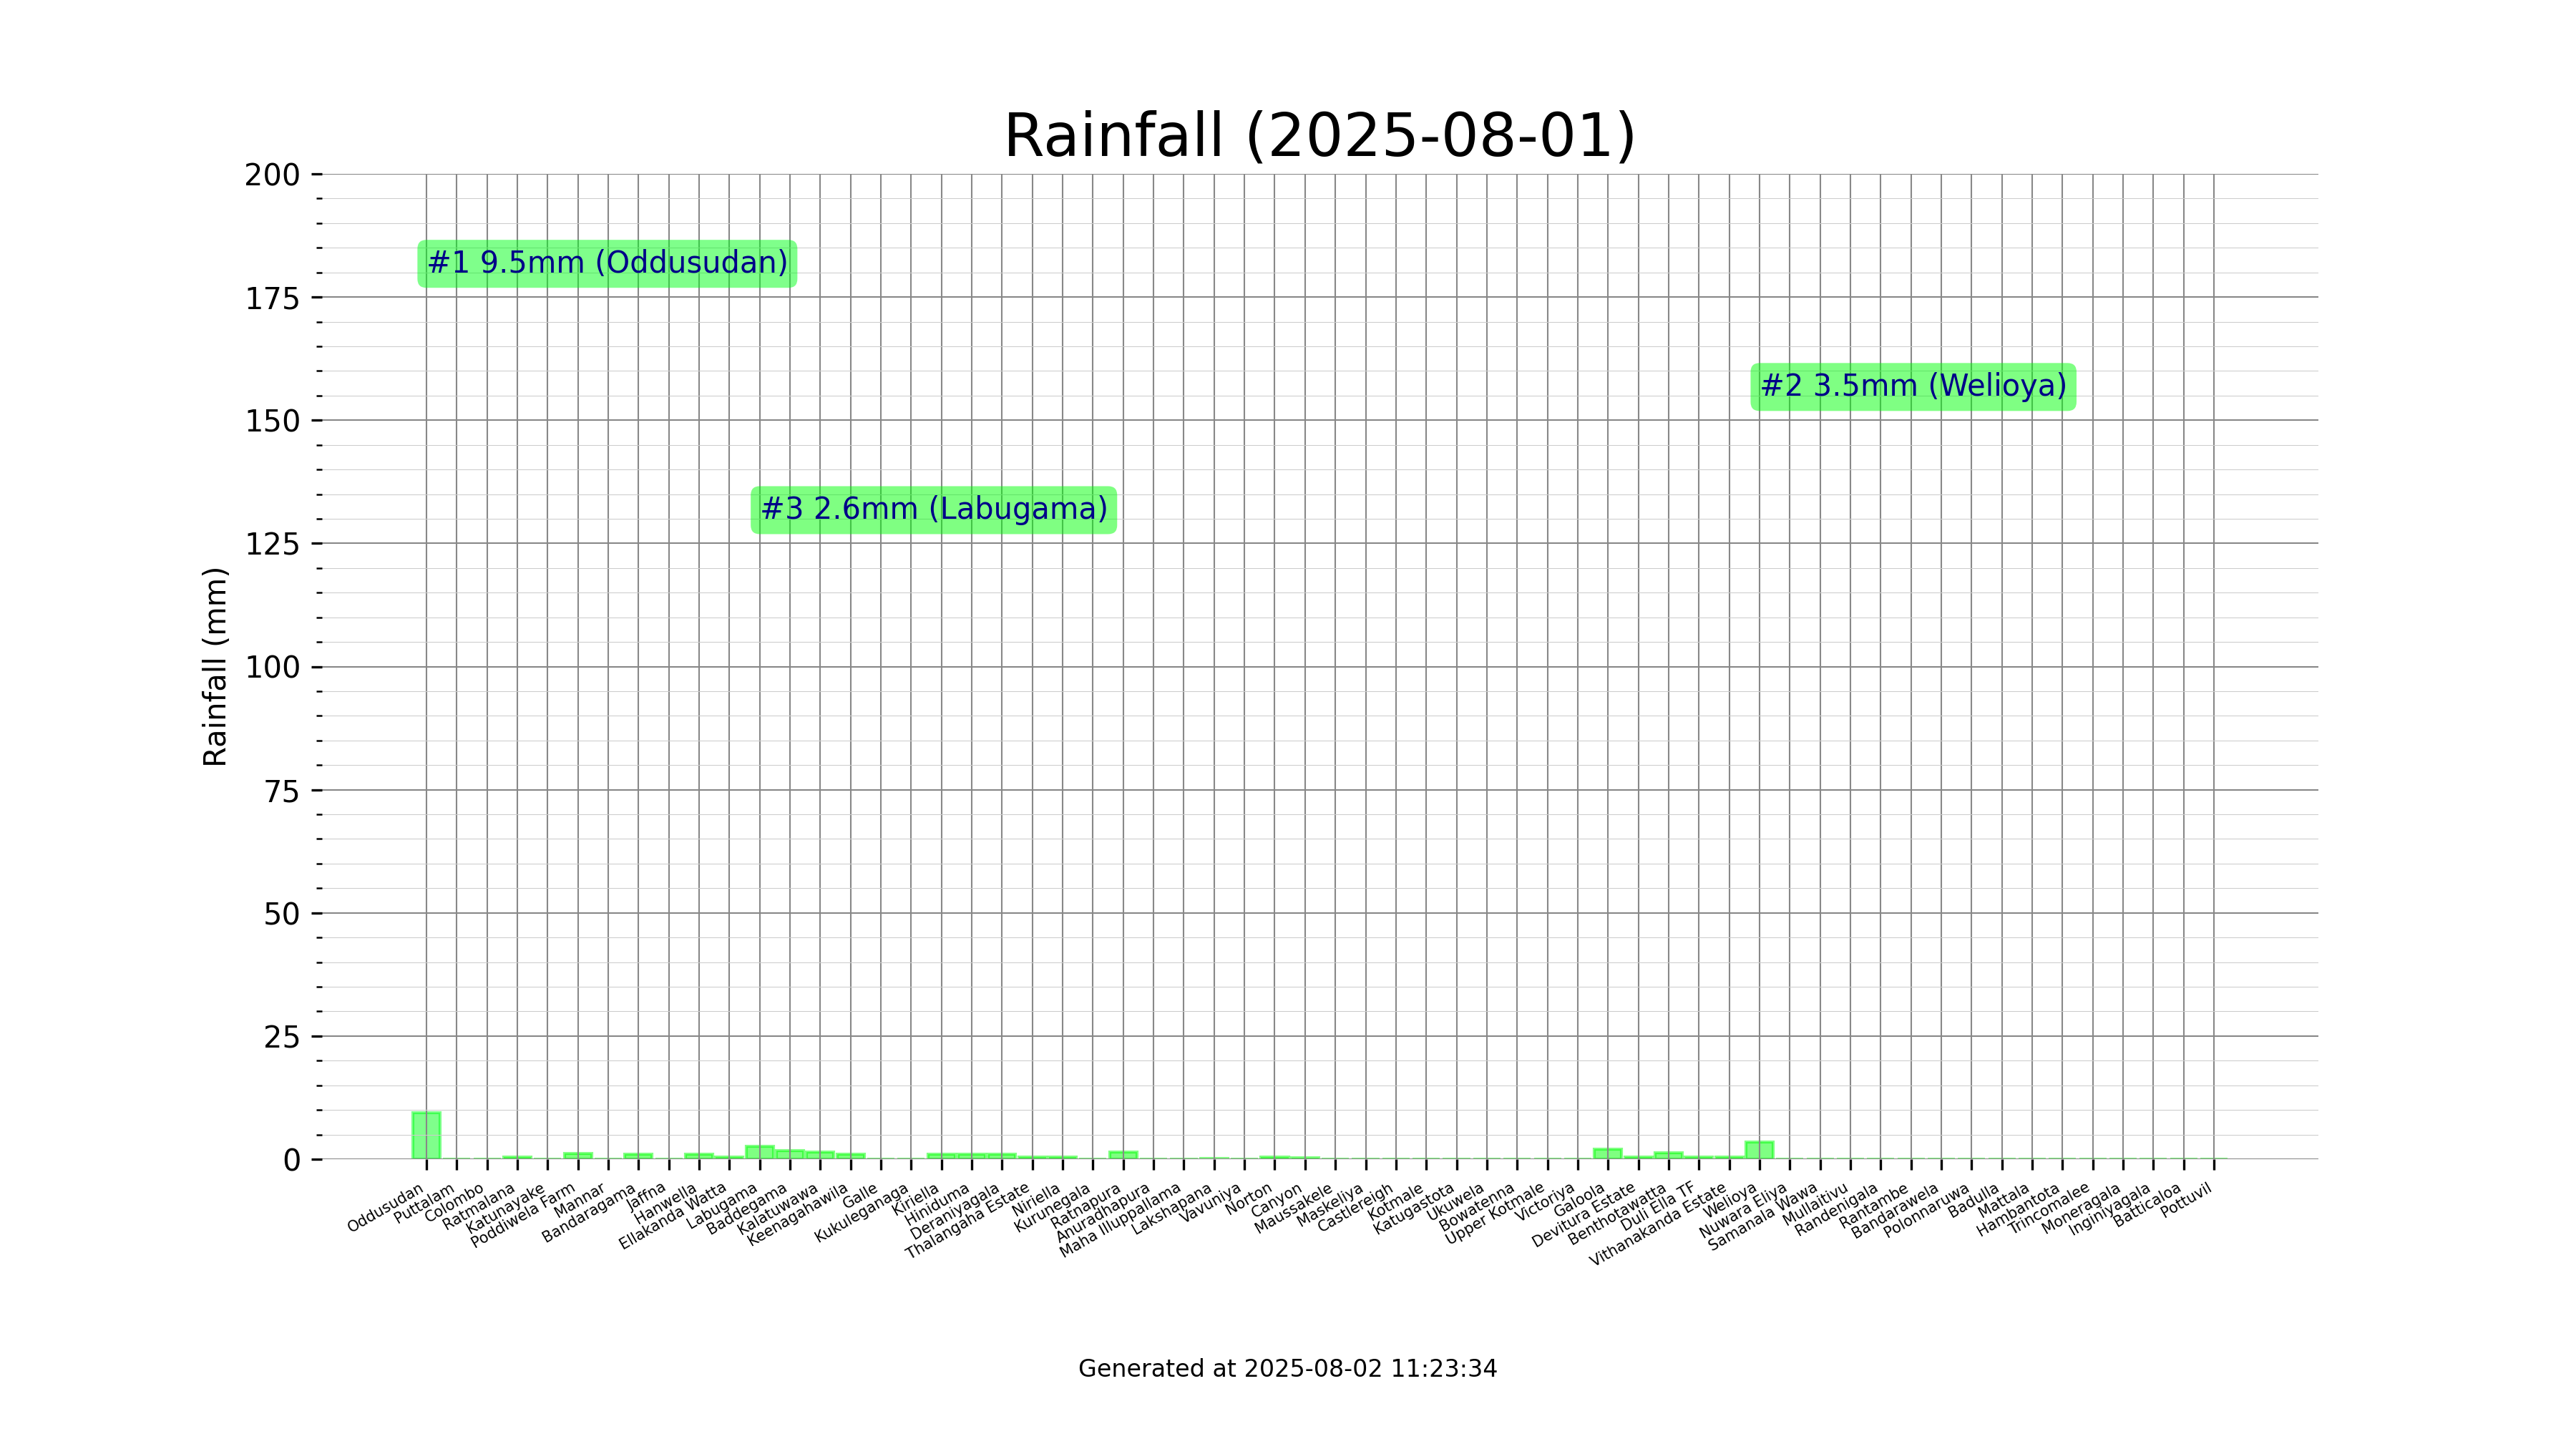 Rainfall (2025-08-01)
200
175
150
125
100
75
50
25
0
Rainfall (mm)
#1 9.5mm (Oddusudan)
#2 3.5mm (Welioya)
#3 2.6mm (Labugama)
Oddusudan
Puttalam
Colombo
Ratmalana
Katunayake
Poddiwela Farm
Mannar
Bandaragama
Jaffna
Hanwella
Ellakanda Watta
Labugama
Baddegama
Kalatuwawa
Keenagahawila
Galle
Kukuleganaga
Kiriella
Hiniduma
Deraniyagala
Thalangaha Estate
Niriella
Kurunegala
Ratnapura
Anuradhapura
Maha Illuppallama
Lakshapana
Vavuniya
Norton
Canyon
Maussakele
Maskeliya
Castlereigh
Kotmale
Katugastota
Ukuwela
Bowatenna
Upper Kotmale
Victoriya
Galoola
Devitura Estate
Benthotawatta
Duli Ella TF
Vithanakanda Estate
Welioya
Nuwara Eliya
Samanala Wawa
Mullaitivu
Randenigala
Rantambe
Bandarawela
Polonnaruwa
Badulla
Mattala
Hambantota
Trincomalee
Moneragala
Inginiyagala
Batticaloa
Pottuvil
Generated at 2025-08-02 11:23:34